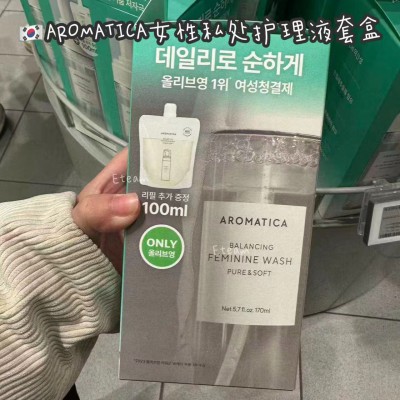 🇰🇷 AROMATICA女性私处护理液套盒
데일리로 순하게
올리브영 1위* 여성청결제
AROMATICA
리필 추가 증정
100ml
ONLY
올리브영
Eteam
Eteam
AROMATICA
BALANCING
FEMININE WASH
PURE & SOFT
Net 5.7 fl. oz. 170ml